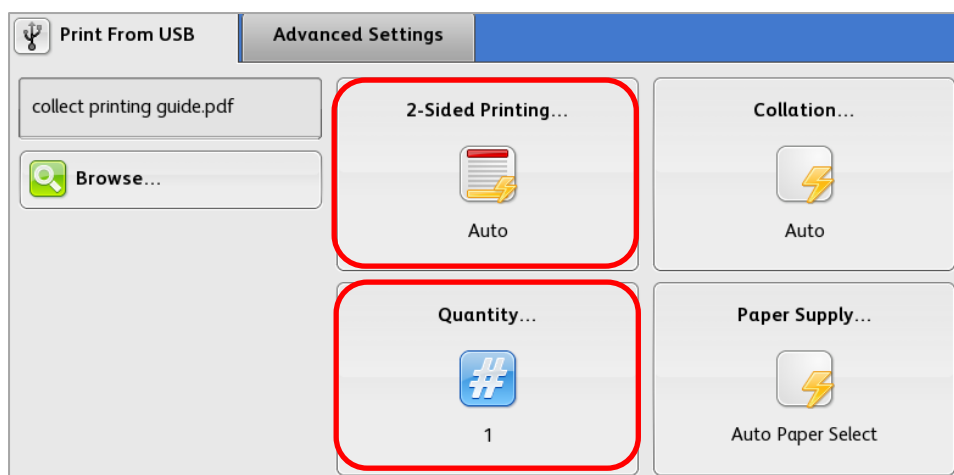 Print From USB
Advanced Settings
collect printing guide.pdf
Browse...
2-Sided Printing...
Auto
Collation...
Auto
Quantity...
#
1
Paper Supply...
Auto Paper Select